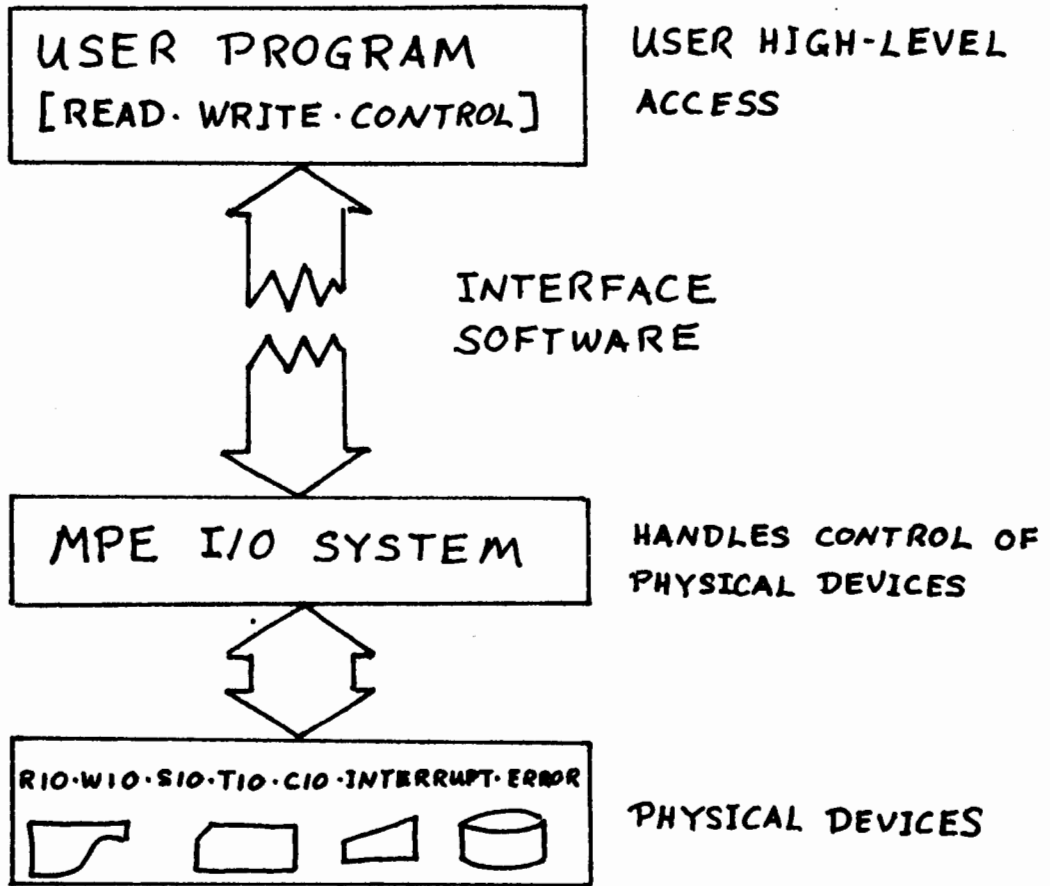 USER PROGRAM
[READ· WRITE· CONTROL]
USER HIGH-LEVEL
ACCESS
INTERFACE
SOFTWARE
MPE I/O SYSTEM
HANDLES CONTROL OF
PHYSICAL DEVICES
RIO·WIO·SIO·TIO·CIO·INTERRUPT·ERROR
PHYSICAL DEVICES